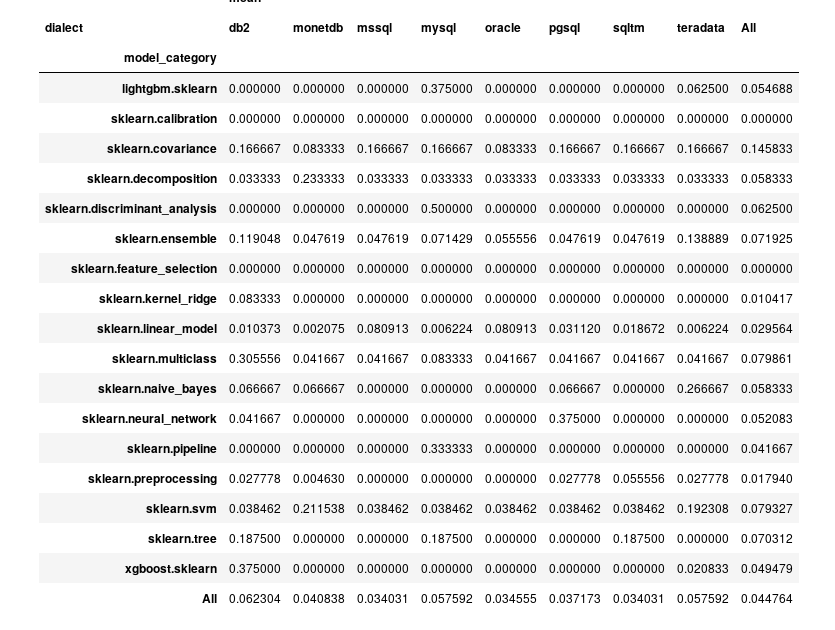 mean
dialect db2 monetdb mssql mysql oracle pgsql sqltm teradata All
model_category
lightgbm.sklearn 0.000000 0.000000 0.000000 0.375000 0.000000 0.000000 0.000000 0.062500 0.054688
sklearn.calibration 0.000000 0.000000 0.000000 0.000000 0.000000 0.000000 0.000000 0.000000 0.000000
sklearn.covariance 0.166667 0.083333 0.166667 0.166667 0.083333 0.166667 0.166667 0.166667 0.145833
sklearn.decomposition 0.033333 0.233333 0.033333 0.033333 0.033333 0.033333 0.033333 0.033333 0.058333
sklearn.discriminant_analysis 0.000000 0.000000 0.000000 0.500000 0.000000 0.000000 0.000000 0.000000 0.062500
sklearn.ensemble 0.119048 0.047619 0.047619 0.071429 0.055556 0.047619 0.047619 0.138889 0.071925
sklearn.feature_selection 0.000000 0.000000 0.000000 0.000000 0.000000 0.000000 0.000000 0.000000 0.000000
sklearn.kernel_ridge 0.083333 0.000000 0.000000 0.000000 0.000000 0.000000 0.000000 0.000000 0.010417
sklearn.linear_model 0.010373 0.002075 0.080913 0.006224 0.080913 0.031120 0.018672 0.006224 0.029564
sklearn.multiclass 0.305556 0.041667 0.041667 0.083333 0.041667 0.041667 0.041667 0.041667 0.079861
sklearn.naive_bayes 0.066667 0.066667 0.000000 0.000000 0.000000 0.066667 0.000000 0.266667 0.058333
sklearn.neural_network 0.041667 0.000000 0.000000 0.000000 0.000000 0.375000 0.000000 0.000000 0.052083
sklearn.pipeline 0.000000 0.000000 0.000000 0.333333 0.000000 0.000000 0.000000 0.000000 0.041667
sklearn.preprocessing 0.027778 0.004630 0.000000 0.000000 0.000000 0.027778 0.055556 0.027778 0.017940
sklearn.svm 0.038462 0.211538 0.038462 0.038462 0.038462 0.038462 0.038462 0.192308 0.079327
sklearn.tree 0.187500 0.000000 0.000000 0.187500 0.000000 0.000000 0.187500 0.000000 0.070312
xgboost.sklearn 0.375000 0.000000 0.000000 0.000000 0.000000 0.000000 0.000000 0.020833 0.049479
All 0.062304 0.040838 0.034031 0.057592 0.034555 0.037173 0.034031 0.057592 0.044764